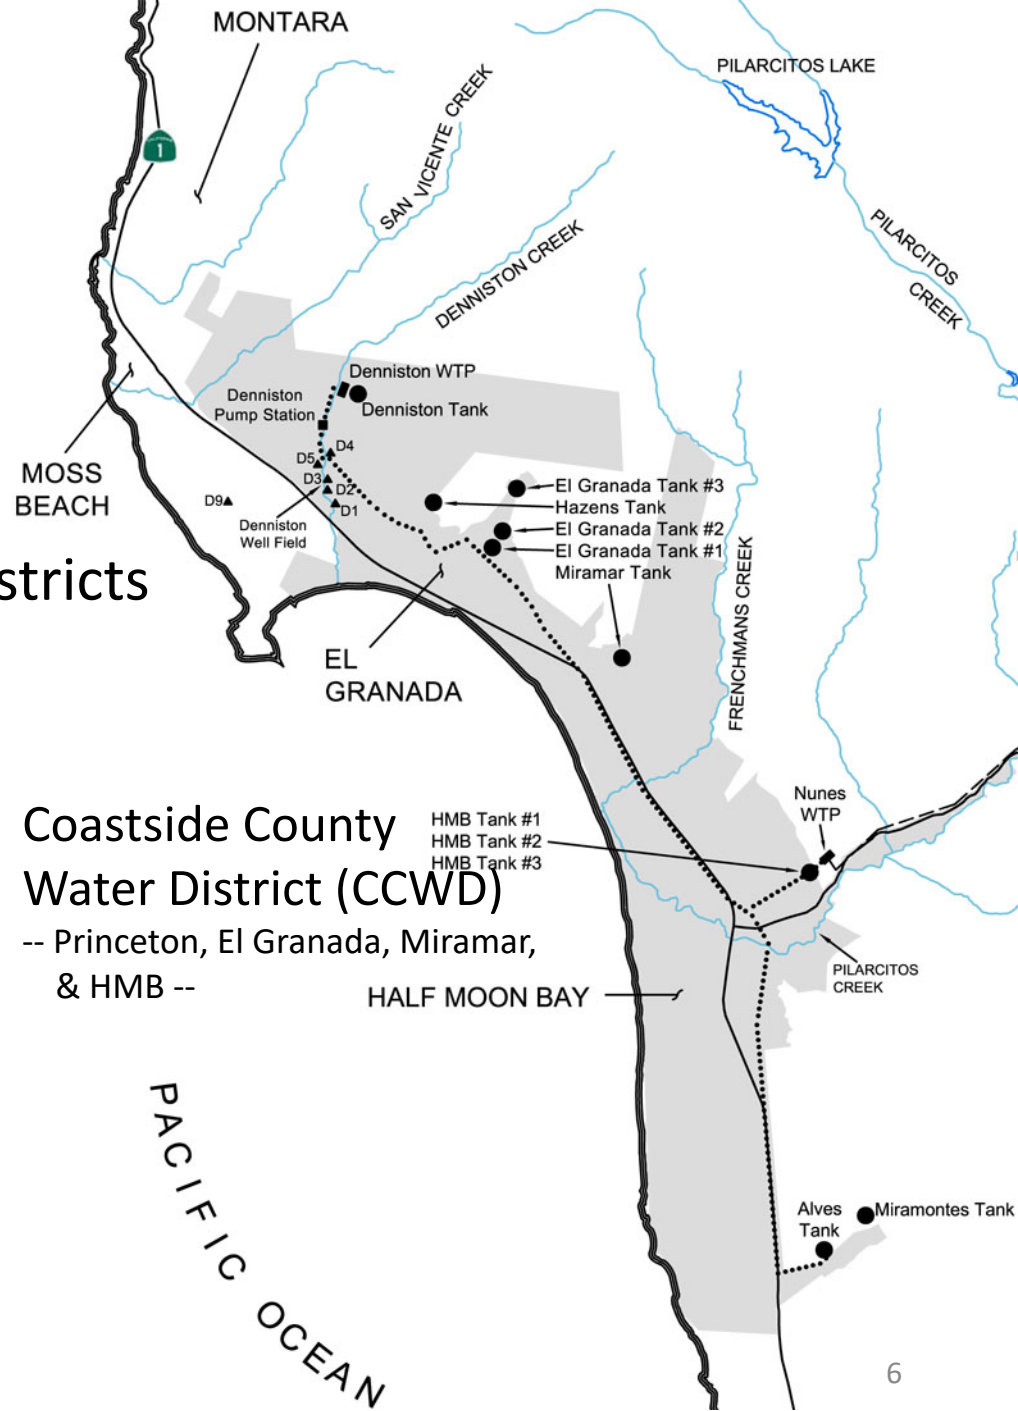 MONTARA
PILARCITOS LAKE
1
SAN VICENTE CREEK
DENNISTON CREEK
PILARCITOS
CREEK
Denniston WTP
Denniston
Pump Station
Denniston Tank
D4
D5
D3
D2
D1
D9
Denniston
Well Field
MOSS
BEACH
El Granada Tank #3
Hazens Tank
El Granada Tank #2
El Granada Tank #1
Miramar Tank
stricts
FRENCHMANS CREEK
EL
GRANADA
Nunes
WTP
Coastside County
Water District (CCWD)
-- Princeton, El Granada, Miramar,
& HMB --
HMB Tank #1
HMB Tank #2
HMB Tank #3
PILARCITOS
CREEK
HALF MOON BAY
PACIFIC OCEAN
Alves
Tank
Miramontes Tank
6